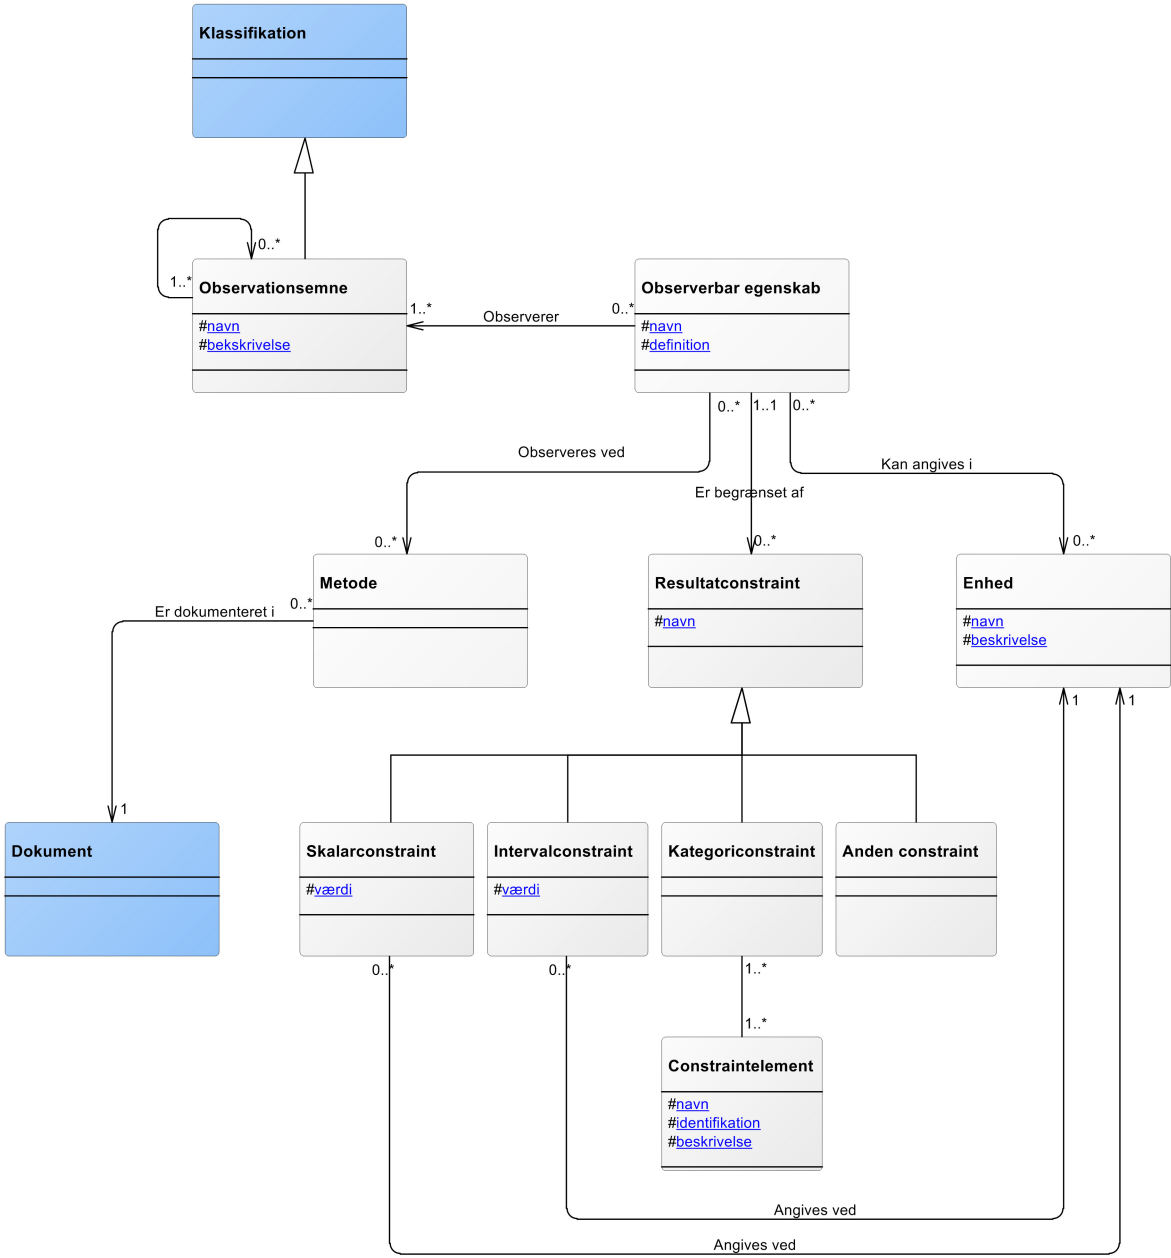 Klassifikation
0..*
1..*
Observationsemne
#navn
#bekskrivelse
1..*
Observerer
0..*
Observerbar egenskab
#navn
#definition
0..*
1..1
0..*
Observeres ved
Kan angives i
Er begrænset af
0..*
0..*
0..*
Metode
Resultatconstraint
#navn
Enhed
#navn
#beskrivelse
Er dokumenteret i
0..*
1
1
1
Dokument
Skalarconstraint
#værdi
Intervalconstraint
#værdi
Kategoriconstraint
Anden constraint
0..*
0..*
1..*
1..*
Constraintelement
#navn
#identifikation
#beskrivelse
Angives ved
Angives ved